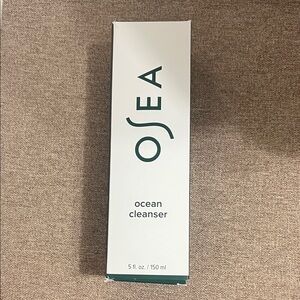 OSEA
ocean
cleanser
5 fl. oz. / 150 ml